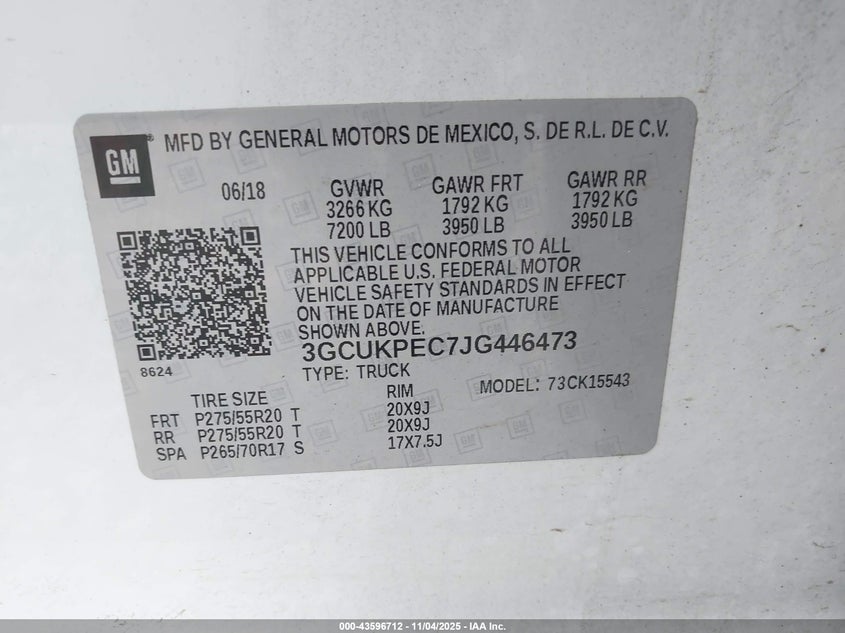 GM
® MFD BY GENERAL MOTORS DE MEXICO, S. DE R.L. DE C.V.
06/18 GVWR GAWR FRT GAWR RR
3266 KG 1792 KG 1792 KG
7200 LB 3950 LB 3950 LB
THIS VEHICLE CONFORMS TO ALL
APPLICABLE U.S. FEDERAL MOTOR
VEHICLE SAFETY STANDARDS IN EFFECT
ON THE DATE OF MANUFACTURE
SHOWN ABOVE.
3GCUKPEC7JG446473
8624
TYPE: TRUCK MODEL: 73CK15543
TIRE SIZE RIM
FRT P275/55R20 T 20X9J
RR P275/55R20 T 20X9J
SPA P265/70R17 S 17X7.5J
000-43596712 - 11/04/2025 - IAA Inc.